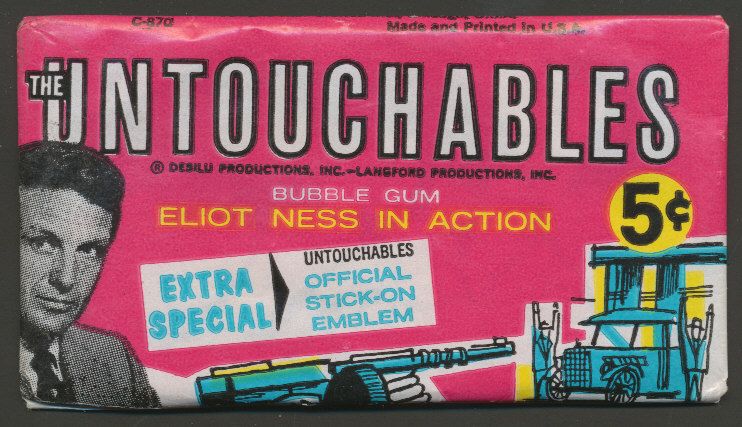 C-870
Made and Printed in U.S.A.
THE
UNTOUCHABLES
® DESILU PRODUCTIONS, INC.—LANGFORD PRODUCTIONS, INC.
BUBBLE GUM
ELIOT NESS IN ACTION
5¢
EXTRA
SPECIAL
UNTOUCHABLES
OFFICIAL
STICK-ON
EMBLEM